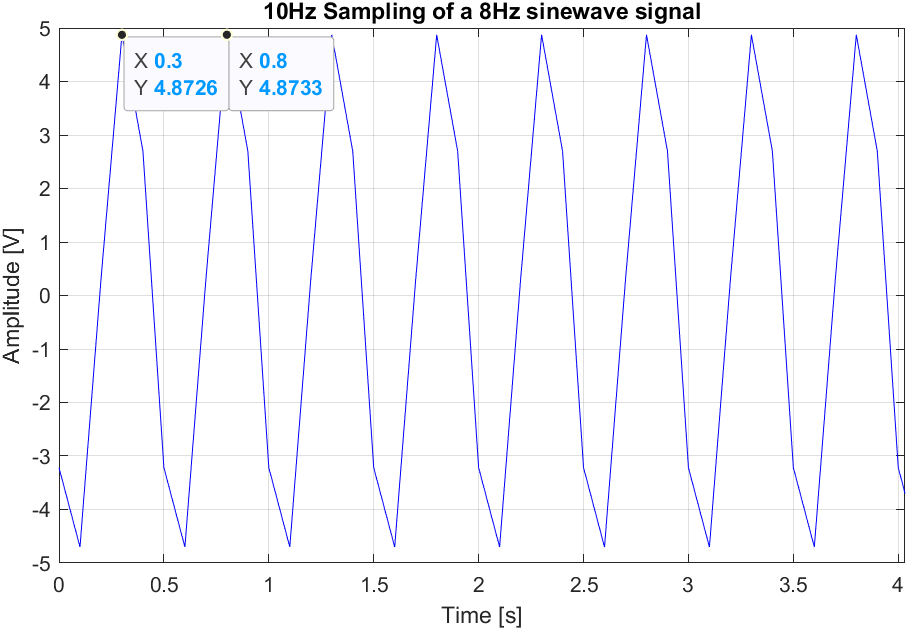 10Hz Sampling of a 8Hz sinewave signal
X 0.3
Y 4.8726
X 0.8
Y 4.8733
5
4
3
2
1
0
-1
-2
-3
-4
-5
Amplitude [V]
0
0.5
1
1.5
2
2.5
3
3.5
4
Time [s]